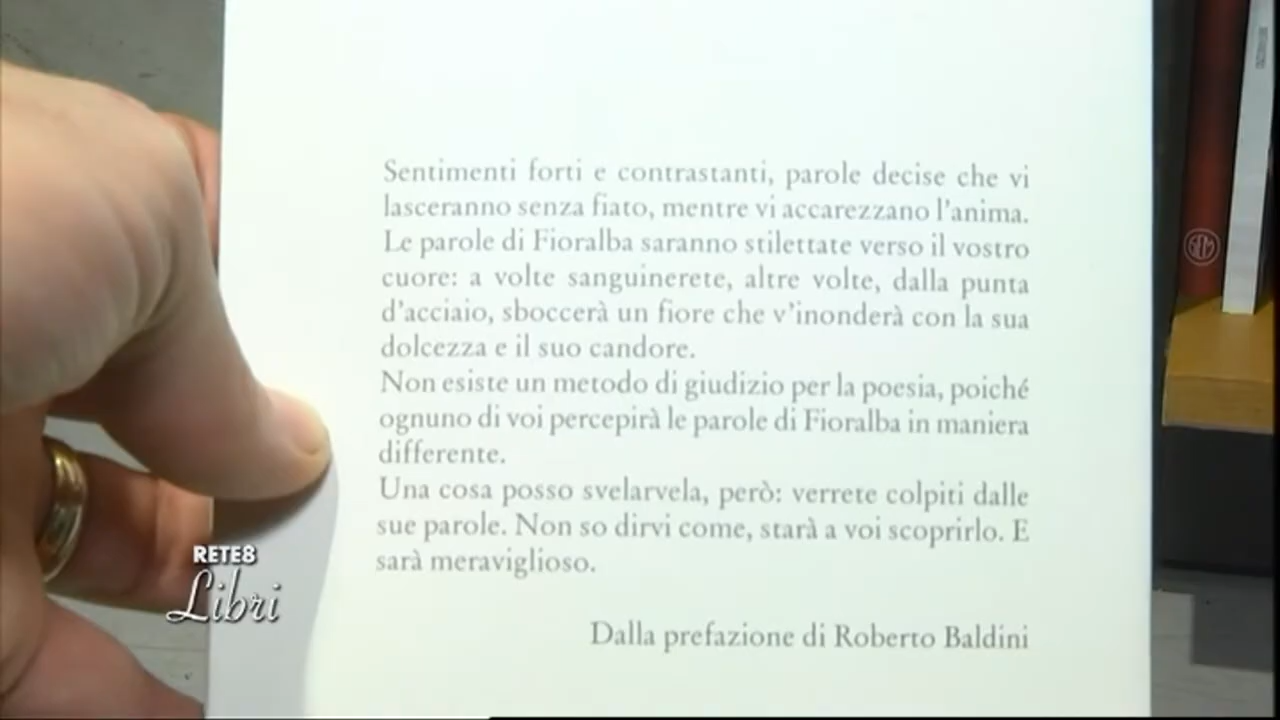 Sentimenti forti e contrastanti, parole decise che vi
lasceranno senza fiato, mentre vi accarezzano l'anima.
Le parole di Fioralba saranno stilettate verso il vostro
cuore: a volte sanguinerete, altre volte, dalla punta
d'acciaio, sboccerà un fiore che v'inonderà con la sua
dolcezza e il suo candore.
Non esiste un metodo di giudizio per la poesia, poiché
ognuno di voi percepirà le parole di Fioralba in maniera
differente.
Una cosa posso svelarvela, però: verrete colpiti dalle
sue parole. Non so dirvi come, starà a voi scoprirlo. E
sarà meraviglioso.
Dalla prefazione di Roberto Baldini
RETE8
Libri
GEM